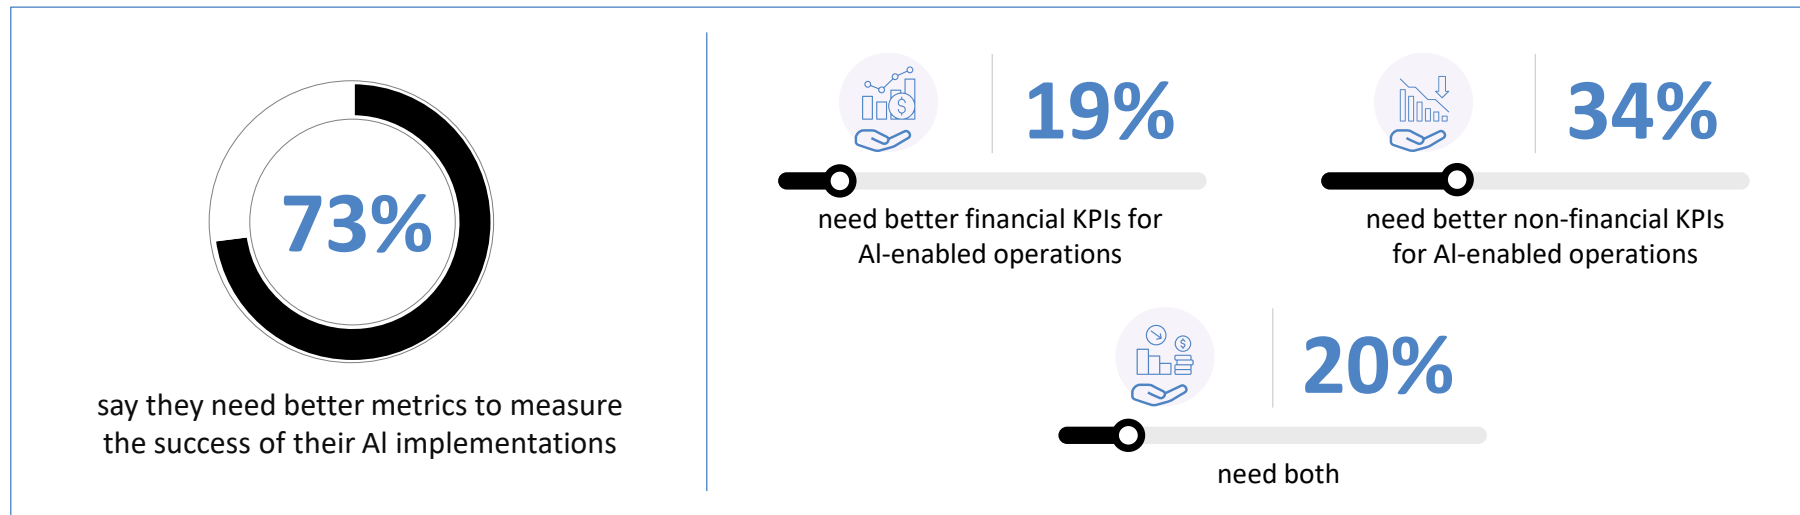 73%
say they need better metrics to measure
the success of their AI implementations
19%
need better financial KPIs for
AI-enabled operations
34%
need better non-financial KPIs
for AI-enabled operations
20%
need both